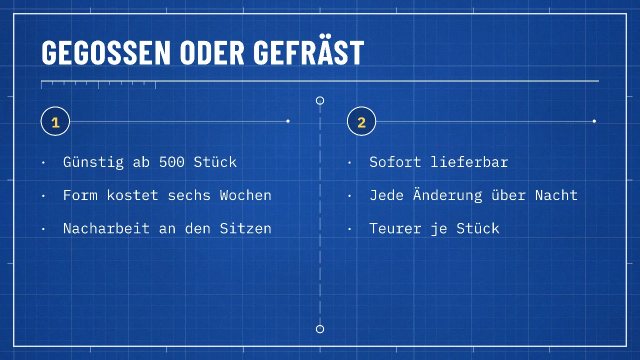 GEGOSSEN ODER GEFRÄST
1
· Günstig ab 500 Stück
· Form kostet sechs Wochen
· Nacharbeit an den Sitzen
2
· Sofort lieferbar
· Jede Änderung über Nacht
· Teurer je Stück